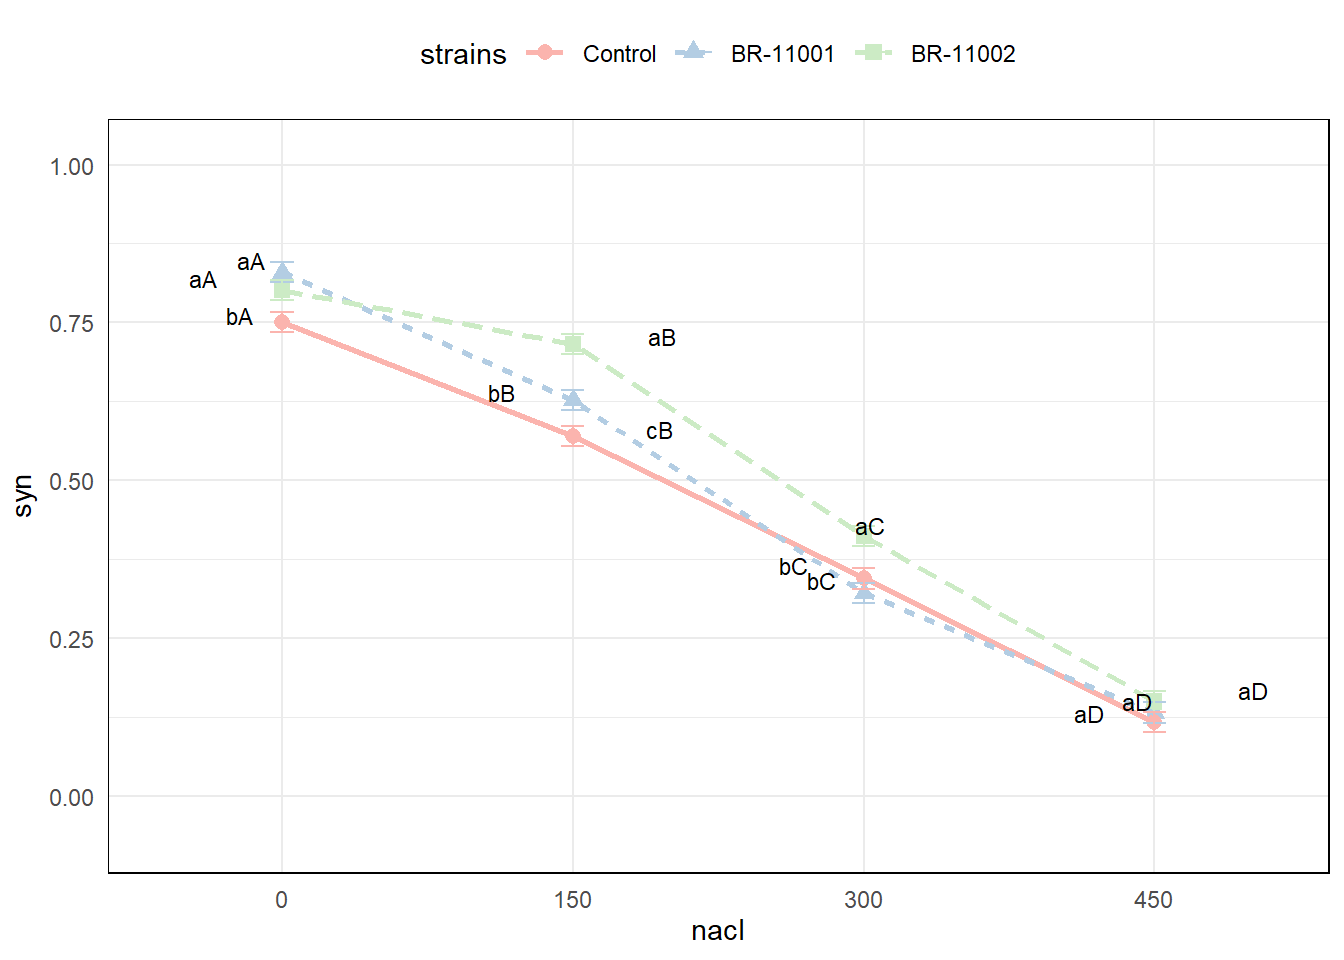 strains Control BR-11001 BR-11002
1.00
aA
aA
bA
0.75
aB
bB
cB
0.50
syn
aC
bC
bC
0.25
aD
aD
aD
0.00
0 150 300 450
nacl